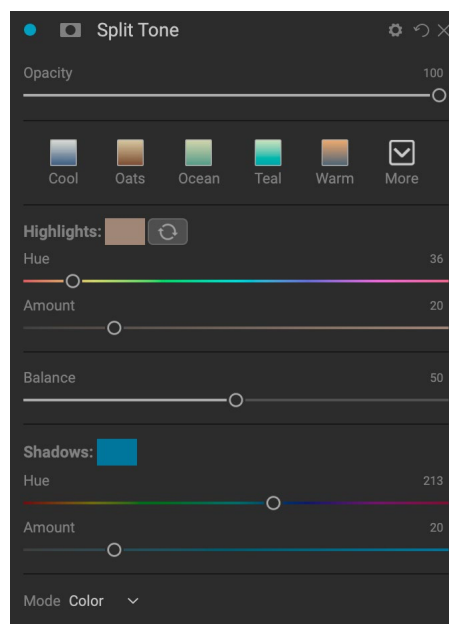 Split Tone
Opacity 100
Cool Oats Ocean Teal Warm More
Highlights:
Hue 36
Amount 20
Balance 50
Shadows:
Hue 213
Amount 20
Mode Color